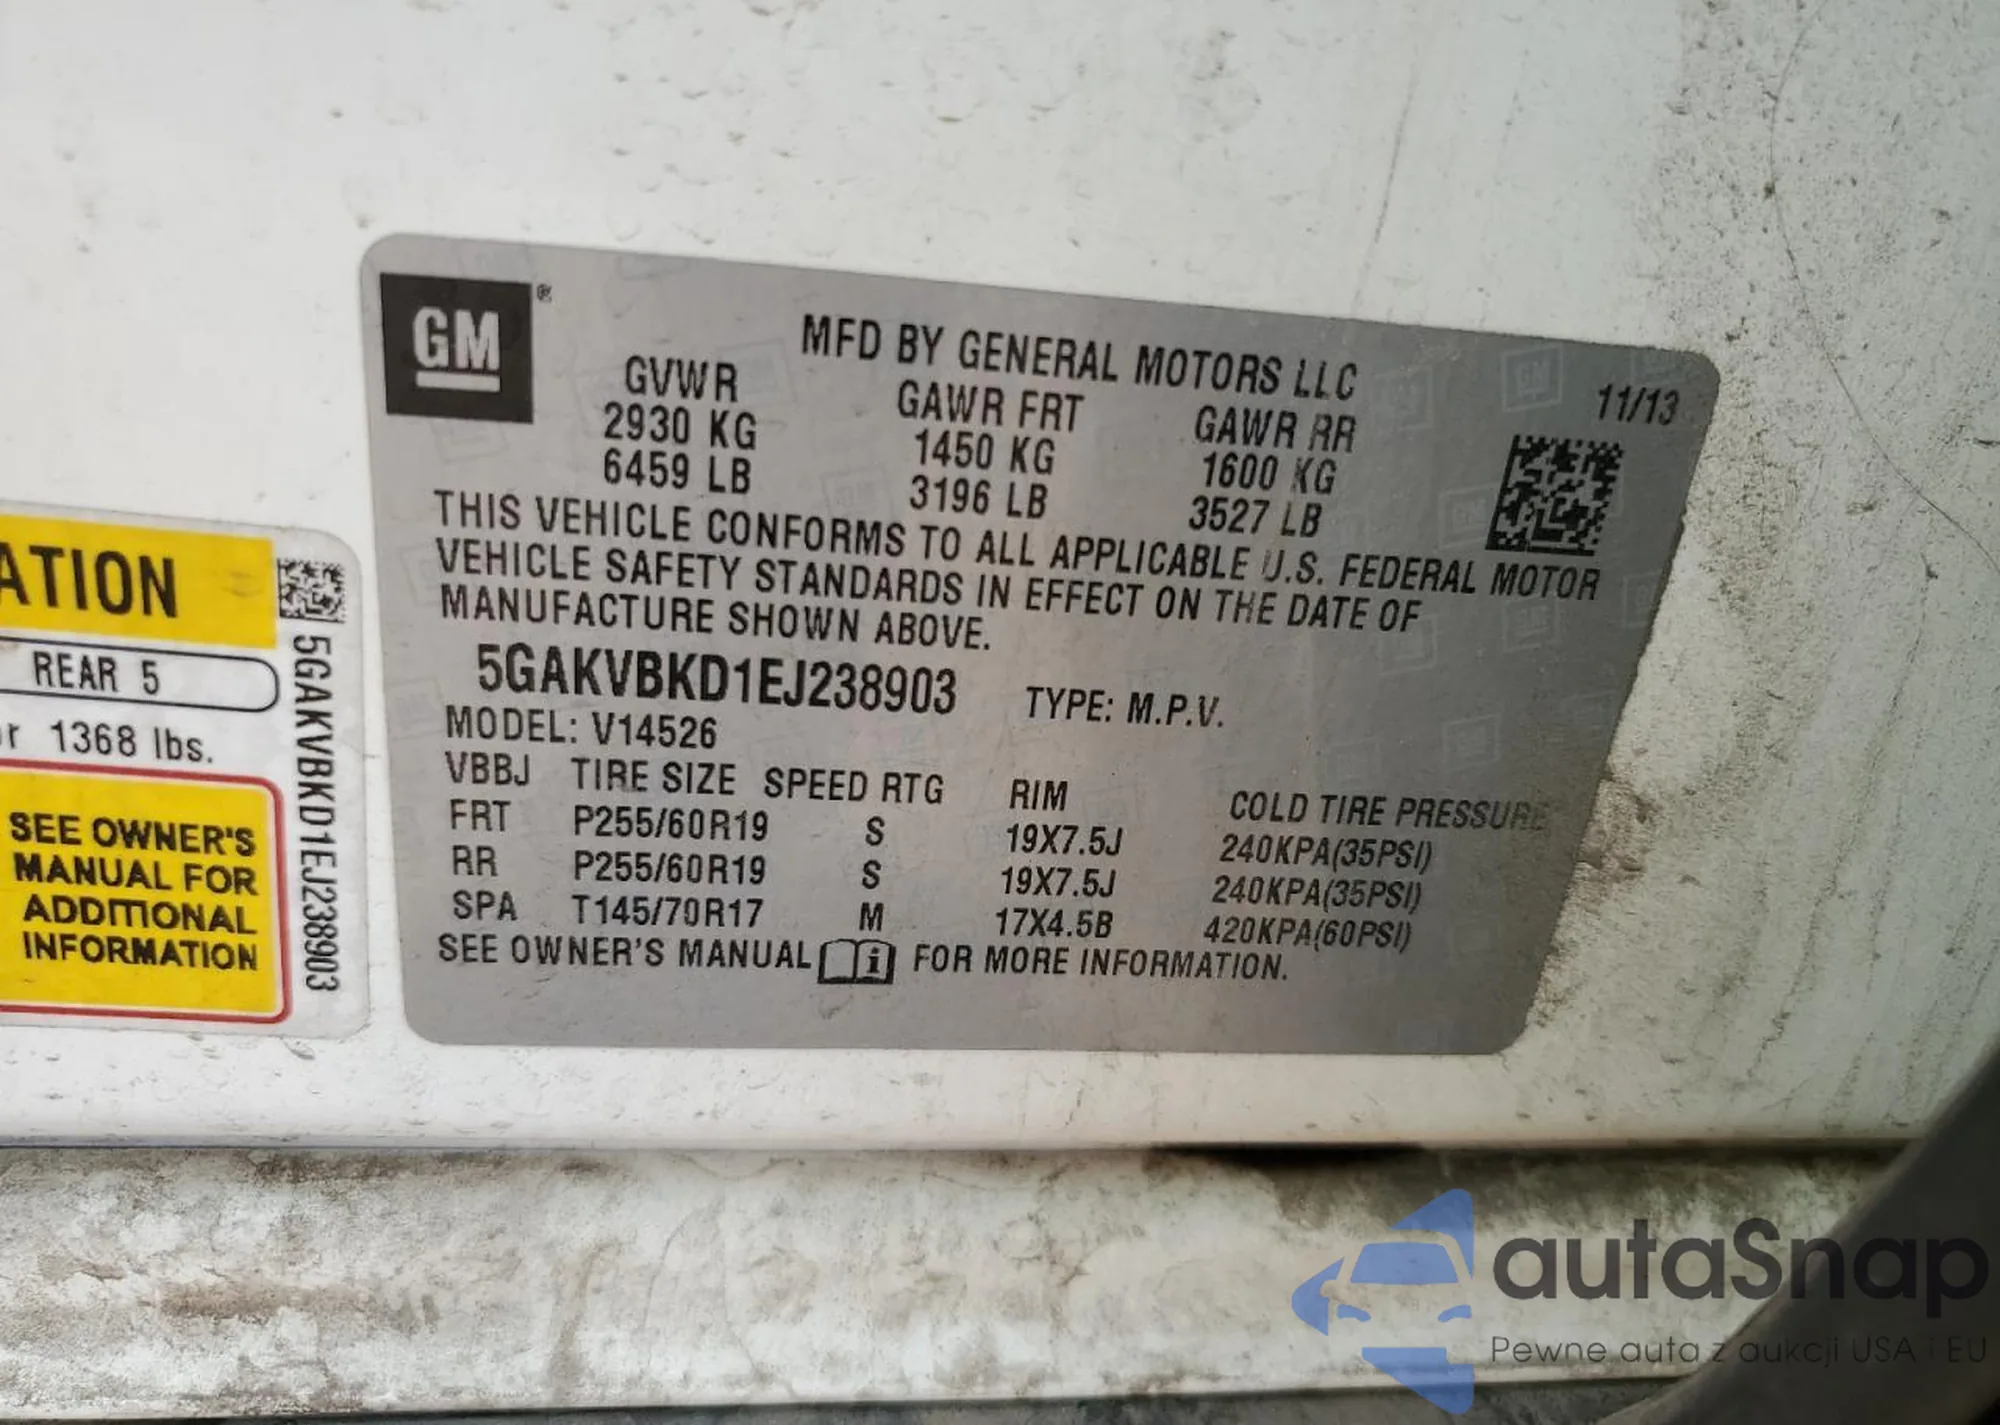 GM®
MFD BY GENERAL MOTORS LLC
11/13
GVWR GAWR FRT GAWR RR
2930 KG 1450 KG 1600 KG
6459 LB 3196 LB 3527 LB
THIS VEHICLE CONFORMS TO ALL APPLICABLE U.S. FEDERAL MOTOR
VEHICLE SAFETY STANDARDS IN EFFECT ON THE DATE OF
MANUFACTURE SHOWN ABOVE.
5GAKVBKD1EJ238903 TYPE: M.P.V.
MODEL: V14526
VBBJ TIRE SIZE SPEED RTG RIM COLD TIRE PRESSURE
FRT P255/60R19 S 19X7.5J 240KPA(35PSI)
RR P255/60R19 S 19X7.5J 240KPA(35PSI)
SPA T145/70R17 M 17X4.5B 420KPA(60PSI)
SEE OWNER'S MANUAL FOR MORE INFORMATION.
ATION
REAR 5
r 1368 lbs.
SEE OWNER'S
MANUAL FOR
ADDITIONAL
INFORMATION
5GAKVBKD1EJ238903
autaSnap
Pewne auta z aukcji USA i EU